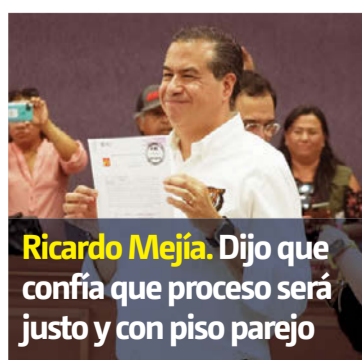 Ricardo Mejía. Dijo que
confía que proceso será
justo y con piso parejo